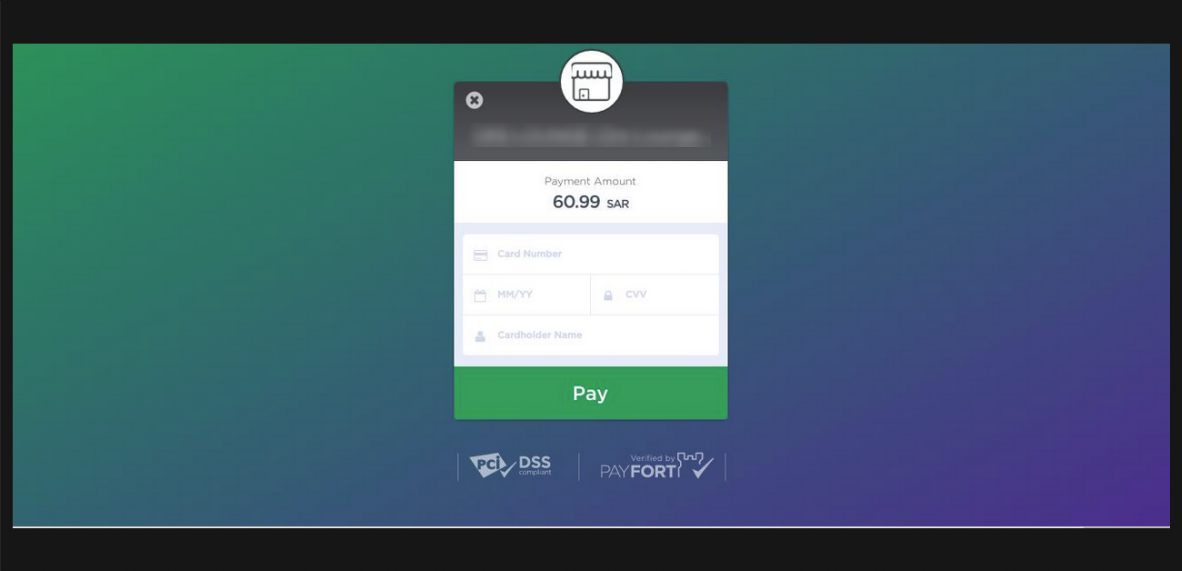 Payment Amount
60.99 SAR
Card Number
MM/YY CVV
Cardholder Name
Pay
PCI DSS
compliant
Verified by
PAYFORT